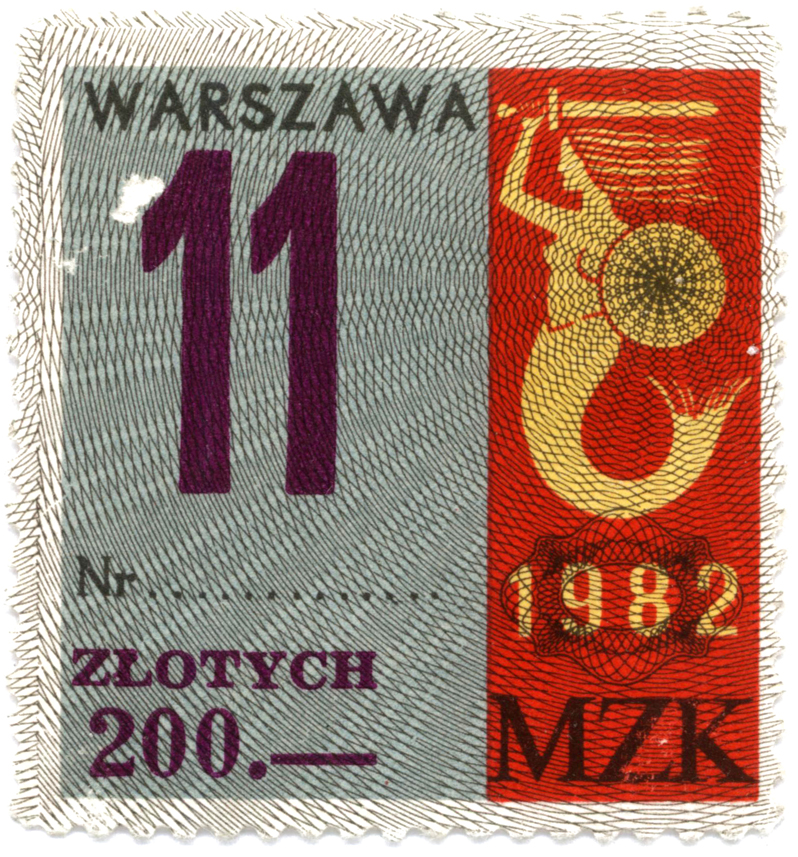 WARSZAWA
11
Nr..............
ZŁOTYCH
200.—
1982
MZK